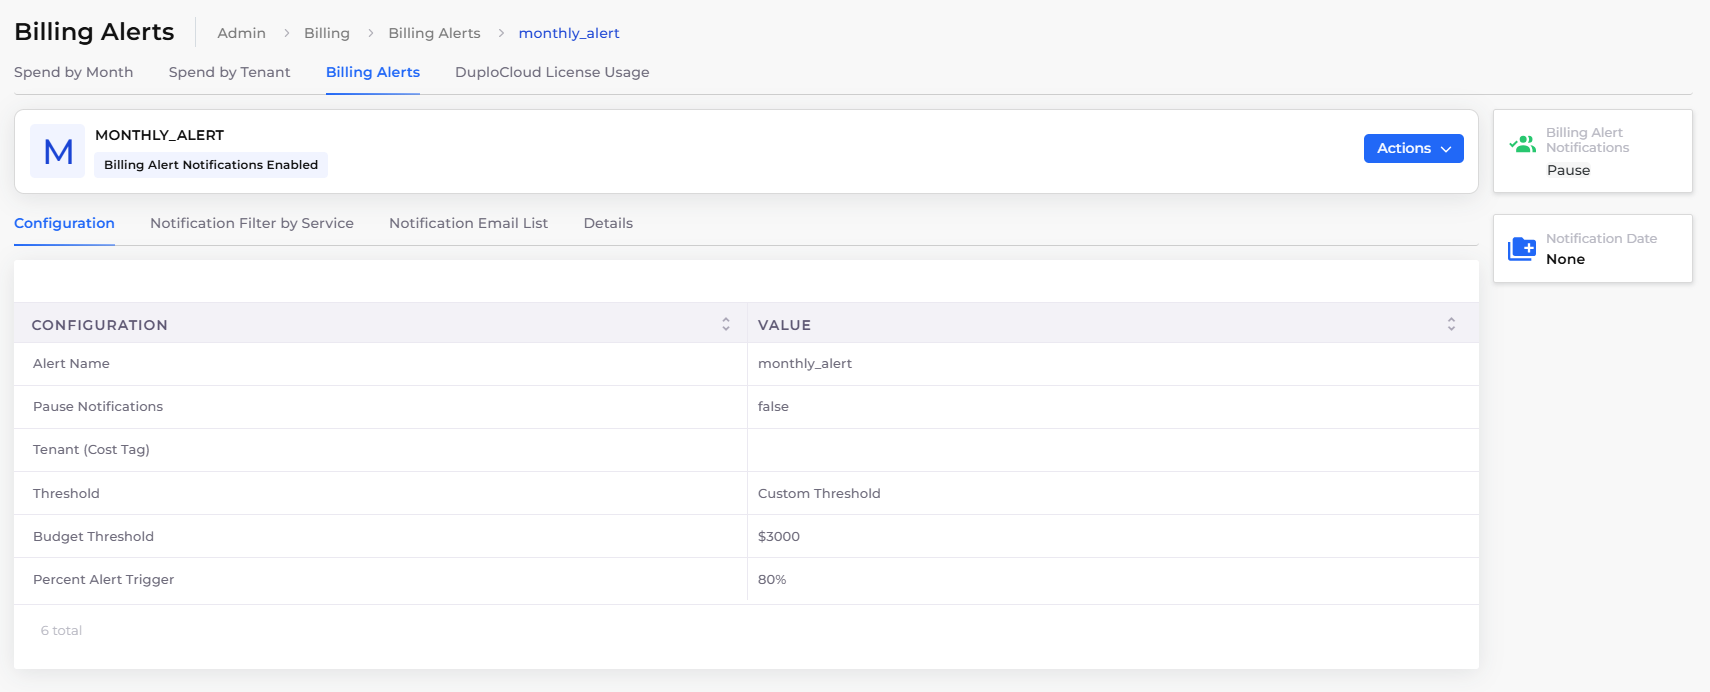 Billing Alerts
Admin > Billing > Billing Alerts > monthly_alert
Spend by Month Spend by Tenant Billing Alerts DuploCloud License Usage
M
MONTHLY_ALERT
Billing Alert Notifications Enabled
Actions
Billing Alert
Notifications
Pause
Notification Date
None
Configuration Notification Filter by Service Notification Email List Details
CONFIGURATION VALUE
Alert Name monthly_alert
Pause Notifications false
Tenant (Cost Tag)
Threshold Custom Threshold
Budget Threshold $3000
Percent Alert Trigger 80%
6 total